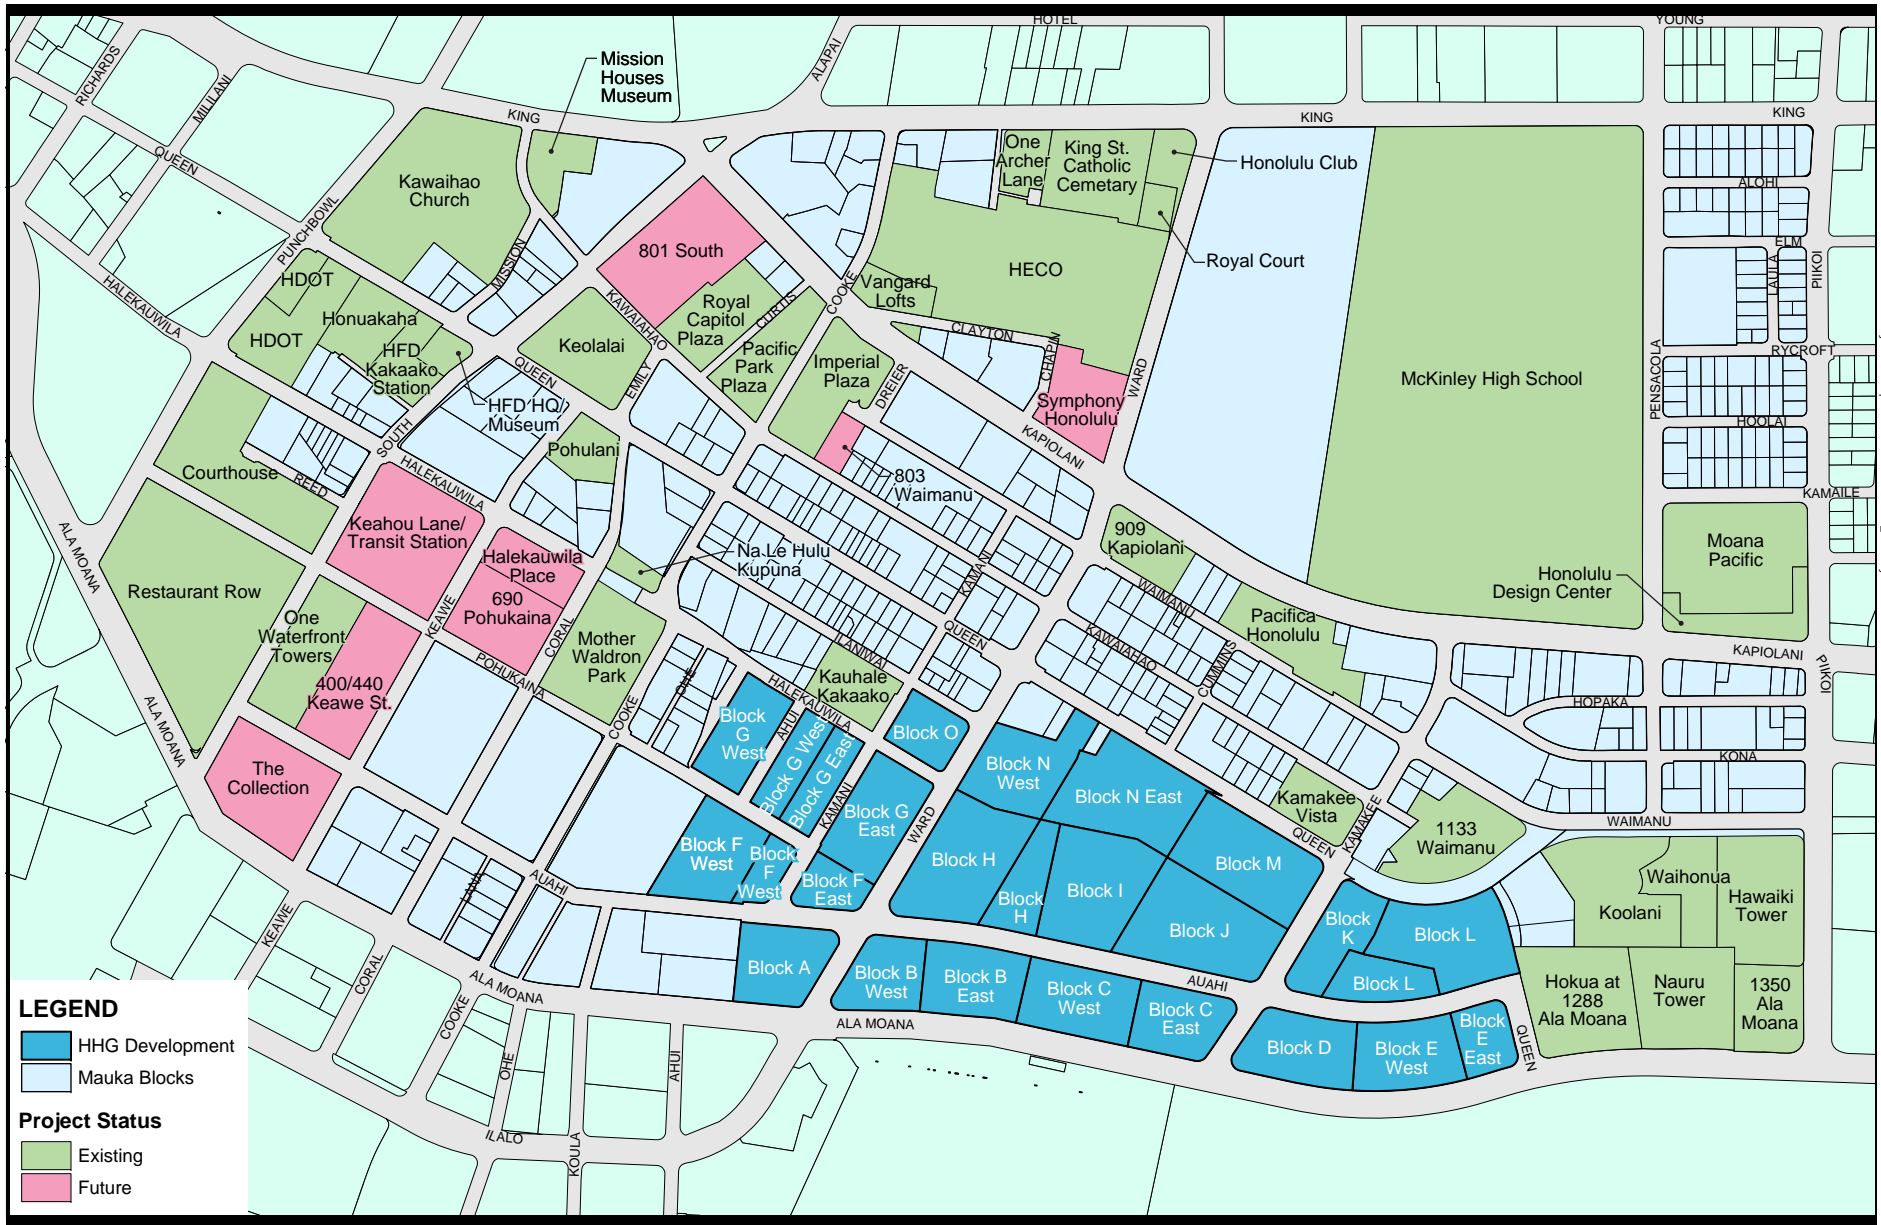 HOTEL
YOUNG
RICHARDS
MILILANI
ALAPAI
Mission
Houses
Museum
KING
KING
KING
QUEEN
PUNCHBOWL
Kawaihao
Church
One
Archer
Lane
King St.
Catholic
Cemetary
Honolulu Club
ALOHI
ELM
LAULA
PIIKOI
MISSION
801 South
COOKE
HECO
Royal Court
HALEKAUWILA
HDOT
HDOT
Honuakaha
HFD
Kakaako
Station
KAWAIAHAO
Royal
Capitol
Plaza
CURTIS
Vangard
Lofts
CLAYTON
CHAPIN
WARD
Keolalai
EMILY
Pacific
Park
Plaza
Imperial
Plaza
DREIER
QUEEN
HFD HQ/
Museum
Symphony
Honolulu
KAPIOLANI
McKinley High School
PENSACOLA
RYCROFT
HOOLAI
KAMAILE
SOUTH
Pohulani
HALEKAUWILA
Courthouse
REED
803
Waimanu
ALA MOANA
Keahou Lane/
Transit Station
Halekauwila
Place
690
Pohukaina
Na Le Hulu
Kupuna
KAMANI
909
Kapiolani
WAIMANU
Moana
Pacific
Honolulu
Design Center
Restaurant Row
One
Waterfront
Towers
KEAWE
CORAL
POHUKAINA
Mother
Waldron
Park
ILANIWAI
QUEEN
KAWAIAHAO
CUMMINS
Pacifica
Honolulu
KAPIOLANI
PIIKOI
400/440
Keawe St.
ALA MOANA
COOKE
OHE
HALEKAUWILA
Kauhale
Kakaako
HOPAKA
KONA
WAIMANU
The
Collection
Block
G
West
AHUI
Block G West
Block G East
KAMANI
Block O
Block G
East
WARD
Block N
West
Block N East
Kamakee
Vista
QUEEN
KAMAKEE
1133
Waimanu
Block F
West
Block
F
West
Block F
East
Block H
Block
H
Block I
Block M
Block J
Block
K
Block L
Block L
Waihonua
Koolani
Hawaiki
Tower
LANA
AUAHI
KEAWE
CORAL
COOKE
ALA MOANA
Block A
Block B
West
Block B
East
Block C
West
Block C
East
AUAHI
ALA MOANA
Block D
Block E
West
Block
E
East
QUEEN
Hokua at
1288
Ala Moana
Nauru
Tower
1350
Ala
Moana
OHE
AHUI
ILALO
KOULA
LEGEND
HHG Development
Mauka Blocks
Project Status
Existing
Future